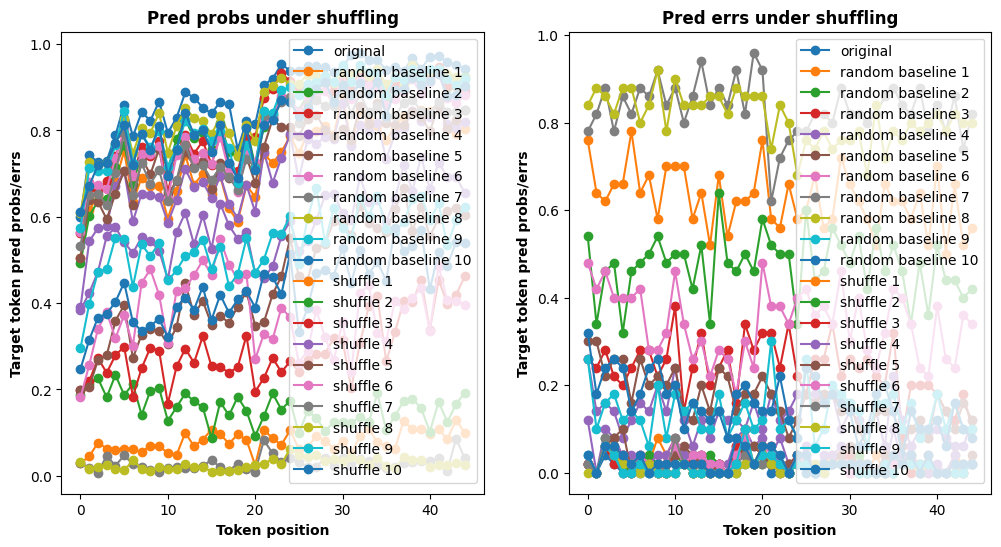 Pred probs under shuffling
Target token pred probs/errs
1.0
0.8
0.6
0.4
0.2
0.0
0
10
20
30
40
Token position
original
random baseline 1
random baseline 2
random baseline 3
random baseline 4
random baseline 5
random baseline 6
random baseline 7
random baseline 8
random baseline 9
random baseline 10
shuffle 1
shuffle 2
shuffle 3
shuffle 4
shuffle 5
shuffle 6
shuffle 7
shuffle 8
shuffle 9
shuffle 10
Pred errs under shuffling
Target token pred probs/errs
1.0
0.8
0.6
0.4
0.2
0.0
0
10
20
30
40
Token position
original
random baseline 1
random baseline 2
random baseline 3
random baseline 4
random baseline 5
random baseline 6
random baseline 7
random baseline 8
random baseline 9
random baseline 10
shuffle 1
shuffle 2
shuffle 3
shuffle 4
shuffle 5
shuffle 6
shuffle 7
shuffle 8
shuffle 9
shuffle 10